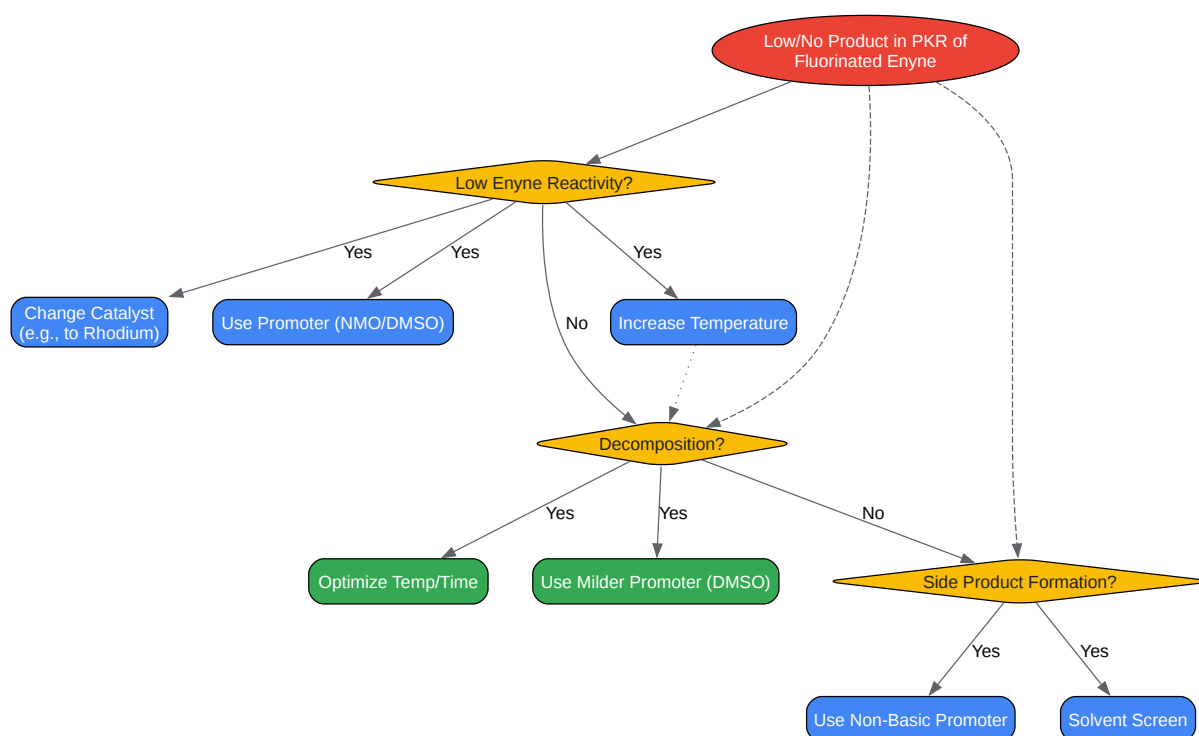 Low/No Product in PKR of
Fluorinated Enyne
Low Enyne Reactivity?
Yes
Yes
Yes
No
Change Catalyst
(e.g., to Rhodium)
Use Promoter (NMO/DMSO)
Increase Temperature
Decomposition?
Yes
Yes
No
Optimize Temp/Time
Use Milder Promoter (DMSO)
Side Product Formation?
Yes
Yes
Use Non-Basic Promoter
Solvent Screen